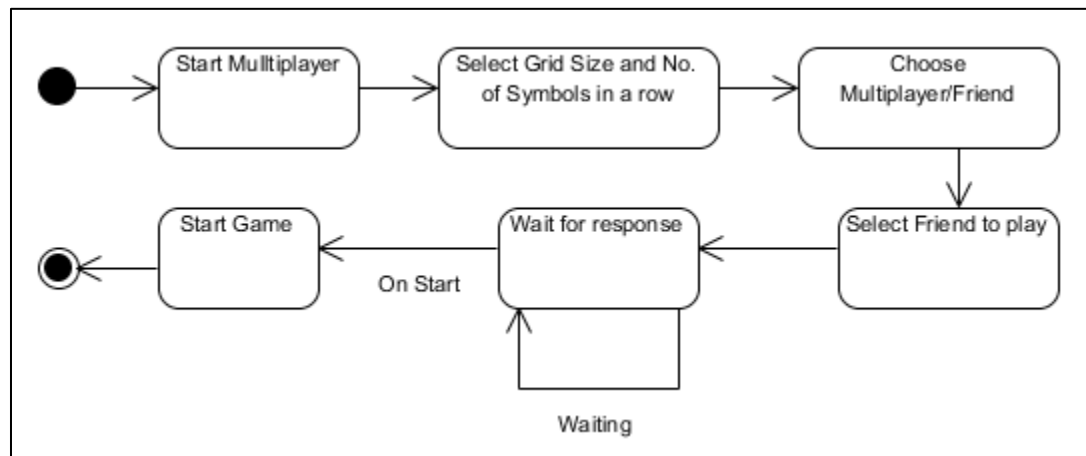 Start Mulltiplayer
Select Grid Size and No.
of Symbols in a row
Choose
Multiplayer/Friend
Select Friend to play
Wait for response
Waiting
On Start
Start Game